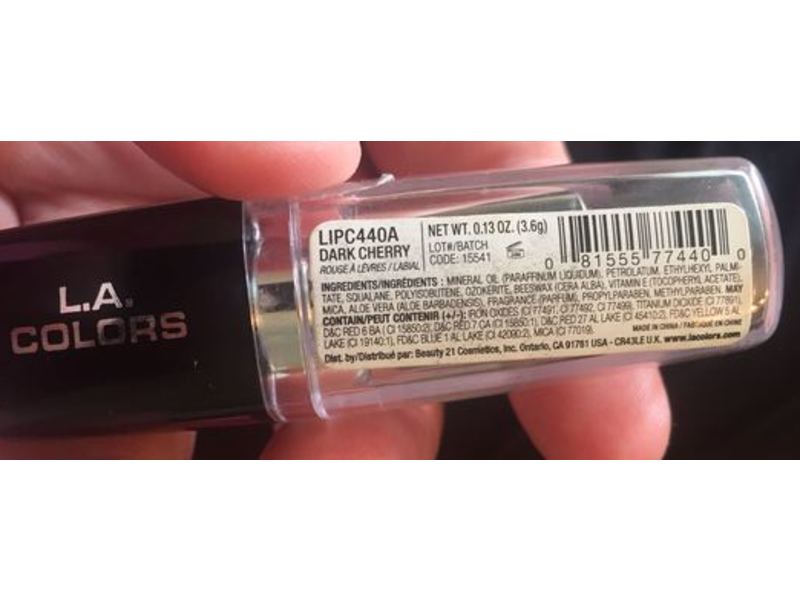 L.A.
COLORS
LIPC440A
DARK CHERRY
ROUGE À LÈVRES / LABIAL
NET WT. 0.13 OZ. (3.6g)
LOT#/BATCH
CODE: 15541
0 81555 77440 0
INGREDIENTS/INGRÉDIENTS : MINERAL OIL (PARAFFINUM LIQUIDUM), PETROLATUM, ETHYLHEXYL PALMI-
TATE, SQUALANE, POLYISOBUTENE, OZOKERITE, BEESWAX (CERA ALBA), VITAMIN E (TOCOPHERYL ACETATE),
MICA, ALOE VERA (ALOE BARBADENSIS), FRAGRANCE (PARFUM), PROPYLPARABEN, METHYLPARABEN. MAY
CONTAIN/PEUT CONTENIR (+/-): IRON OXIDES (CI 77491, CI 77492, CI 77499), TITANIUM DIOXIDE (CI 77891),
D&C RED 6 BA (CI 15850:2), D&C RED 7 CA (CI 15850:1), D&C RED 27 AL LAKE (CI 45410:2), FD&C YELLOW 5 AL
LAKE (CI 19140:1), FD&C BLUE 1 AL LAKE (CI 42090:2), MICA (CI 77019).
MADE IN CHINA / FABRIQUÉ EN CHINE
Dist. by/Distribué par: Beauty 21 Cosmetics, Inc. Ontario, CA 91761 USA - CR43LE U.K. www.lacolors.com